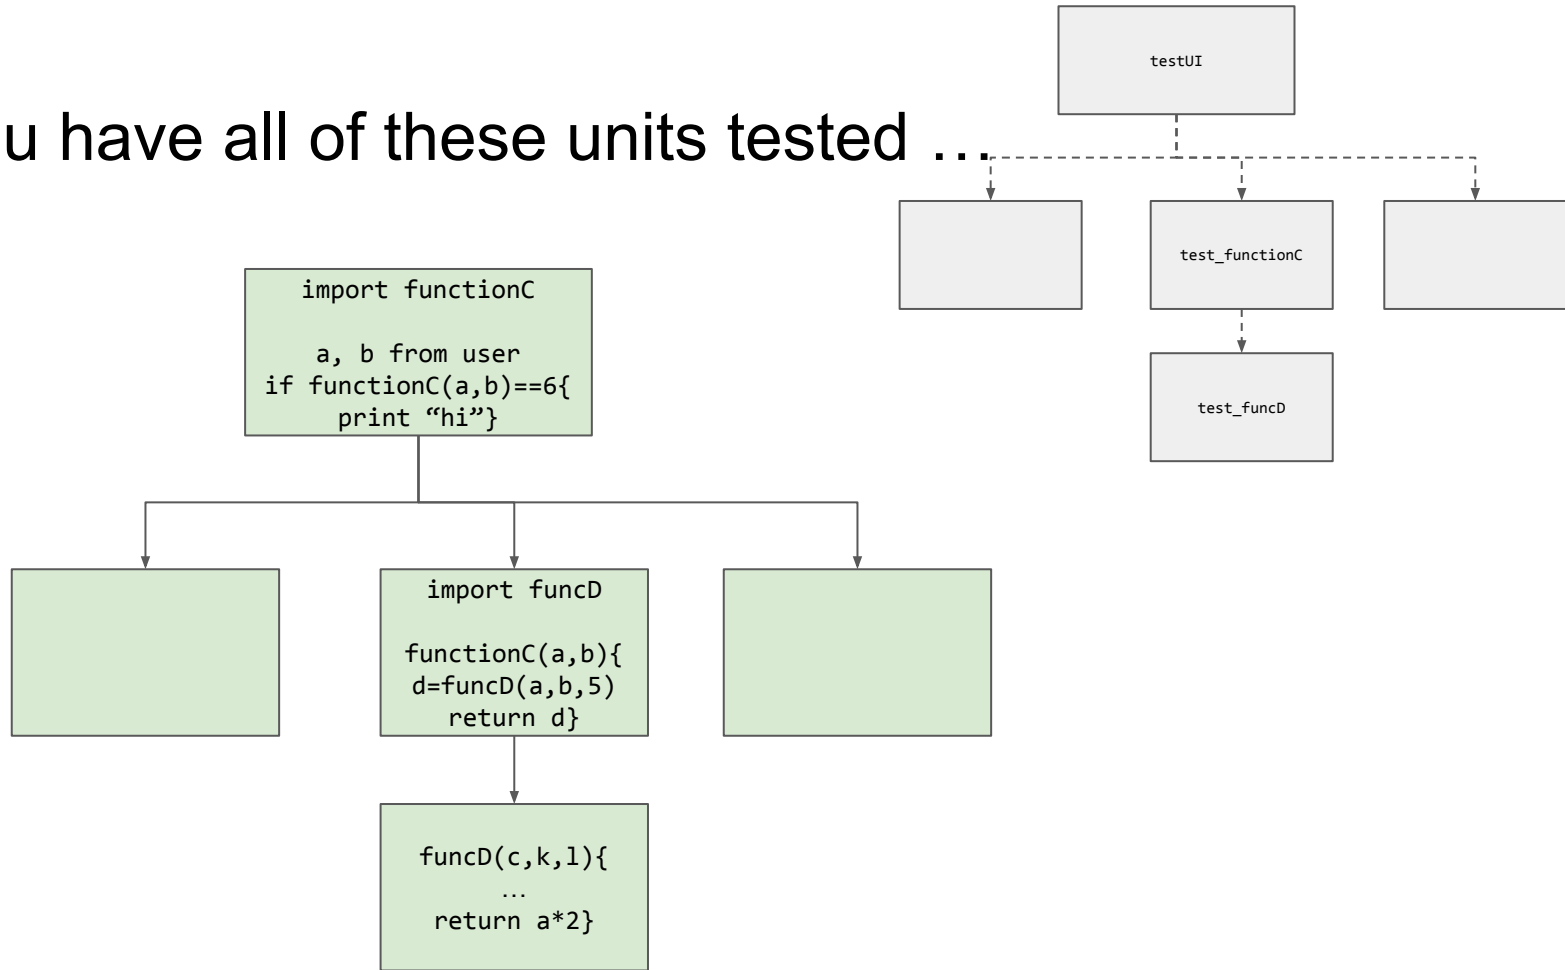 u have all of these units tested …
testUI
test_functionC
test_funcD
import functionC
a, b from user
if functionC(a,b)==6{
print “hi”}
import funcD
functionC(a,b){
d=funcD(a,b,5)
return d}
funcD(c,k,l){
…
return a*2}